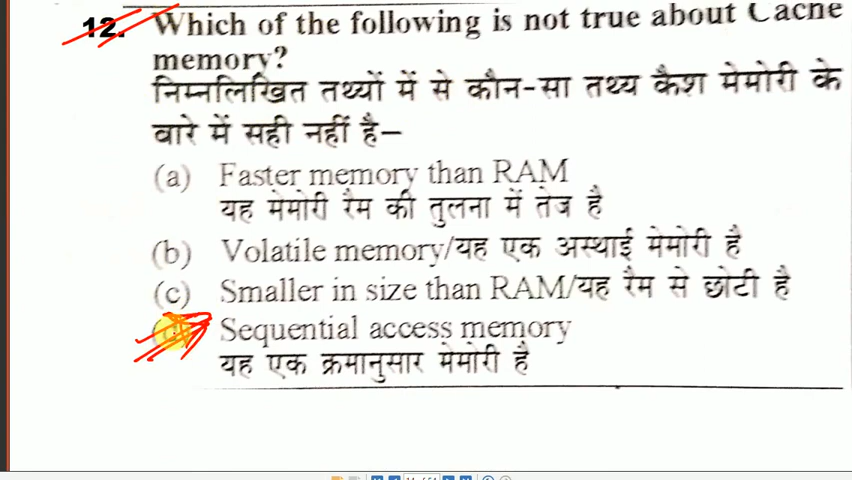 12. Which of the following is not true about Cache
memory?
निम्नलिखित तथ्यों में से कौन-सा तथ्य कैश मेमोरी के
बारे में सही नहीं है–
(a) Faster memory than RAM
यह मेमोरी रैम की तुलना में तेज है
(b) Volatile memory/यह एक अस्थाई मेमोरी है
(c) Smaller in size than RAM/यह रैम से छोटी है
(d) Sequential access memory
यह एक क्रमानुसार मेमोरी है